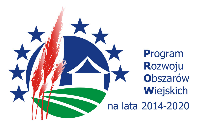 Program
Rozwoju
Obszarów
Wiejskich
na lata 2014-2020